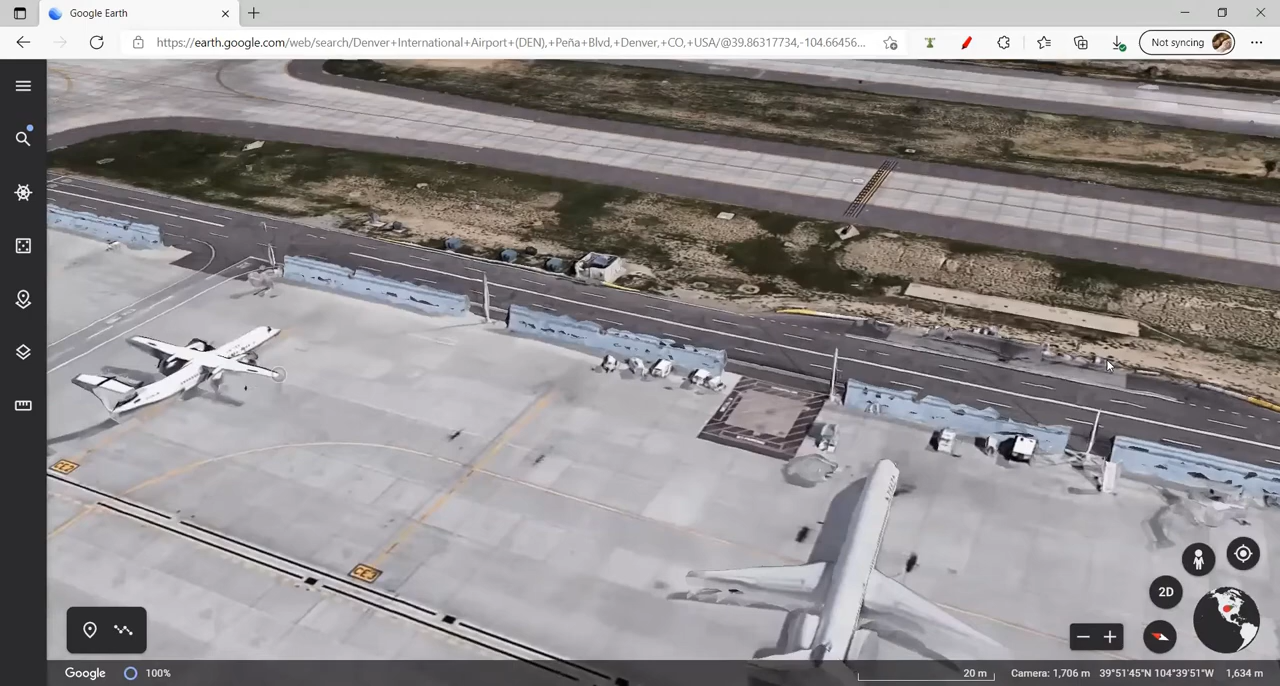 Google Earth
https://earth.google.com/web/search/Denver+International+Airport+(DEN),+Peña+Blvd,+Denver,+CO,+USA/@39.86317734,-104.66456...
Not syncing
2D
Google
100%
20 m
Camera: 1,706 m
39°51'45"N 104°39'51"W
1,634 m